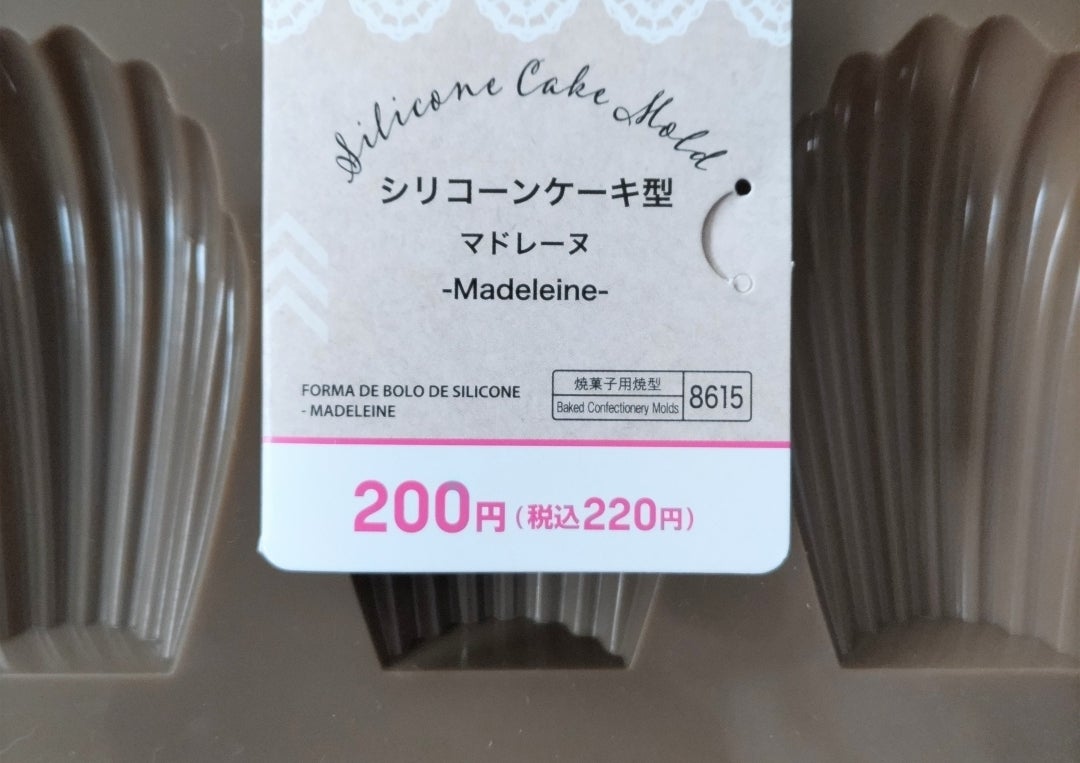 Silicone Cake Mold
シリコーンケーキ型
マドレーヌ
-Madeleine-
FORMA DE BOLO DE SILICONE
- MADELEINE
焼菓子用焼型
Baked Confectionery Molds
8615
200円(税込220円)